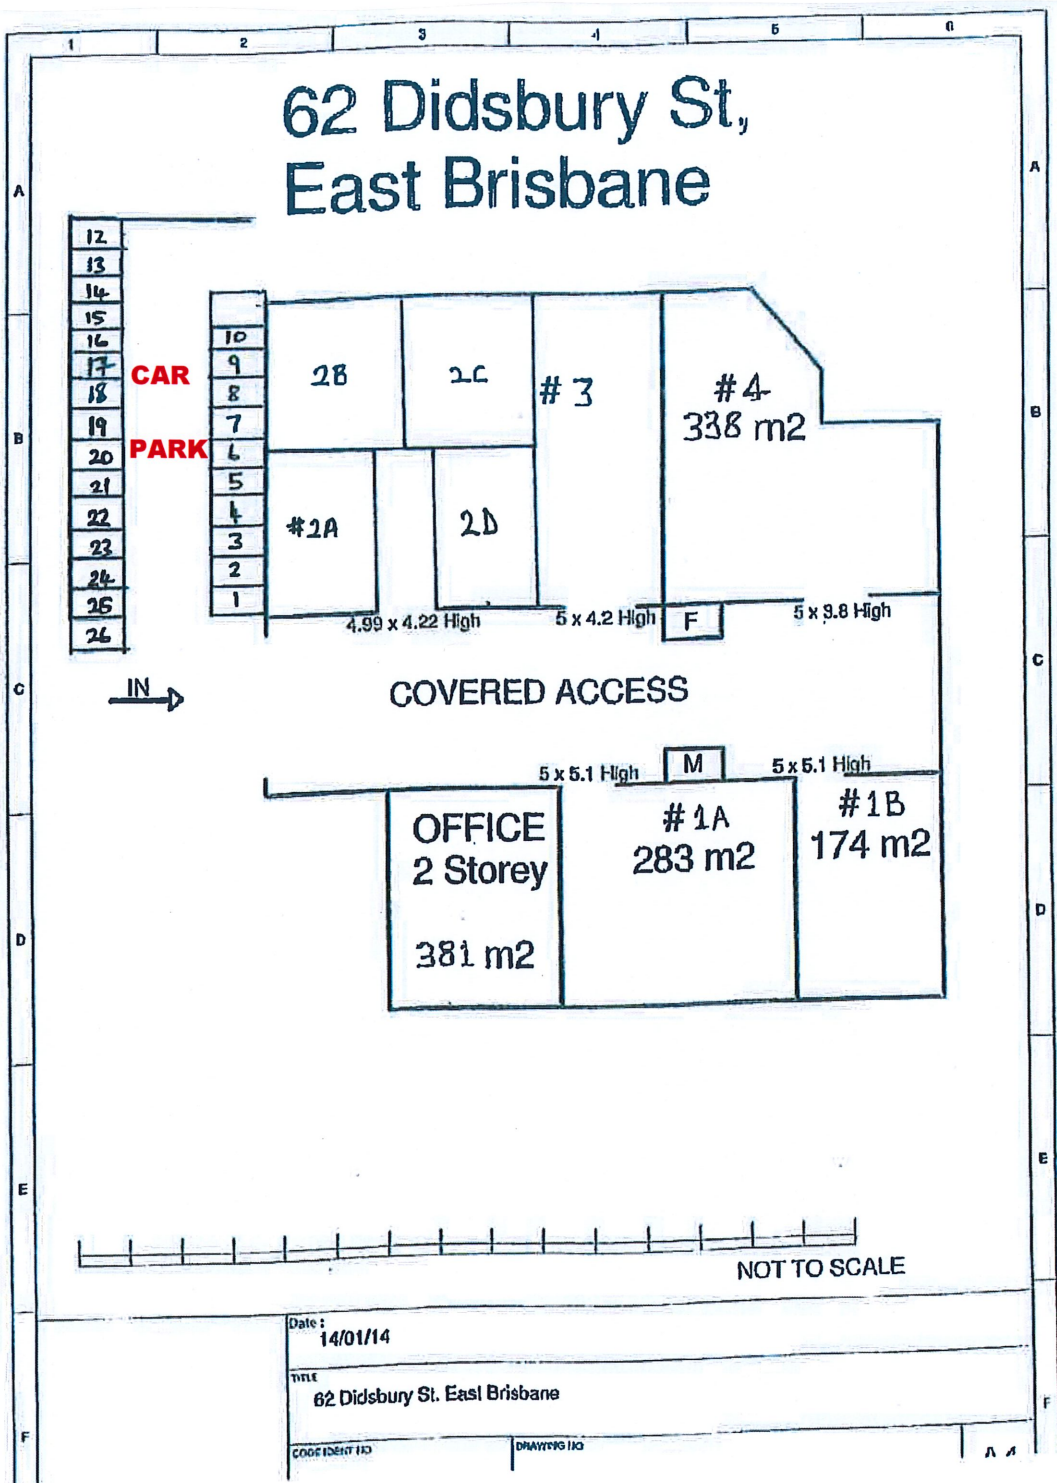 1 2 3 4 5 6
62 Didsbury St,
East Brisbane
A A
12
13
14
15
16
17
18
19
20
21
22
23
24
25
26
CAR
PARK
10
9
8
7
6
5
4
3
2
1
2B
2C
# 3
# 4
338 m2
B B
#2A
2D
4.99 x 4.22 High
5 x 4.2 High
F
5 x 3.8 High
C C
IN
COVERED ACCESS
5 x 5.1 High
M
5 x 5.1 High
OFFICE
2 Storey
381 m2
# 1A
283 m2
#1B
174 m2
D D
E E
NOT TO SCALE
Date :
14/01/14
TITLE
62 Didsbury St. East Brisbane
F F
CODE IDENT NO
DRAWING NO
A 4